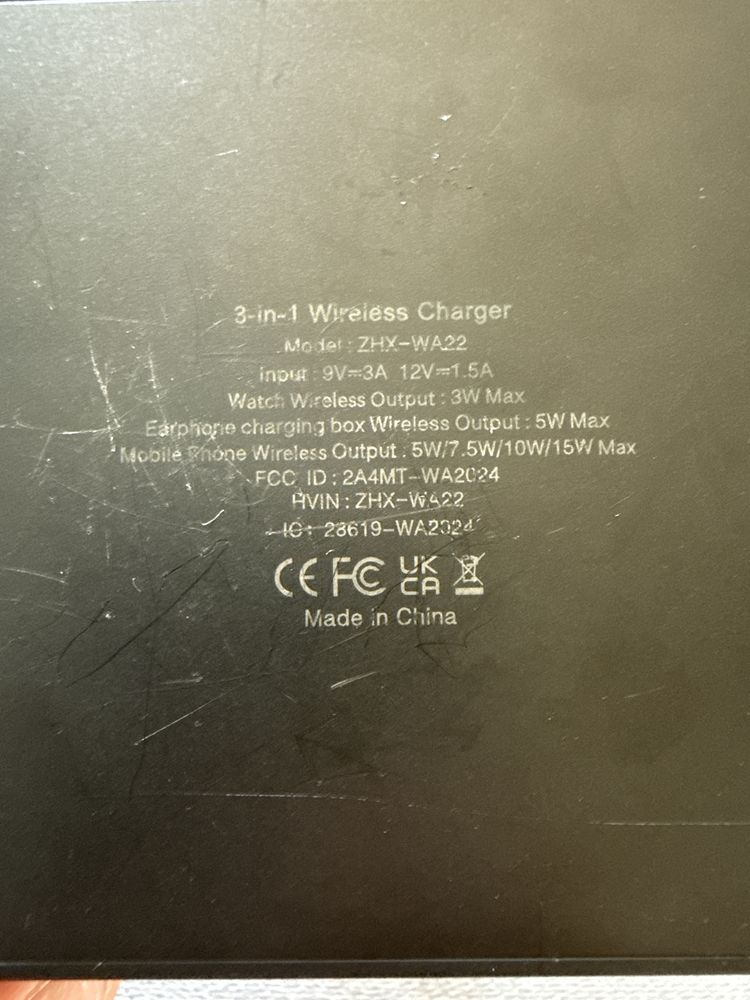 3-in-1 Wireless Charger
Model : ZHX-WA22
Input : 9V⎓3A 12V⎓1.5A
Watch Wireless Output : 3W Max
Earphone charging box Wireless Output : 5W Max
Mobile Phone Wireless Output : 5W/7.5W/10W/15W Max
FCC ID : 2A4MT-WA2024
HVIN : ZHX-WA22
IC : 28619-WA2024
CE FC UK CA
Made in China